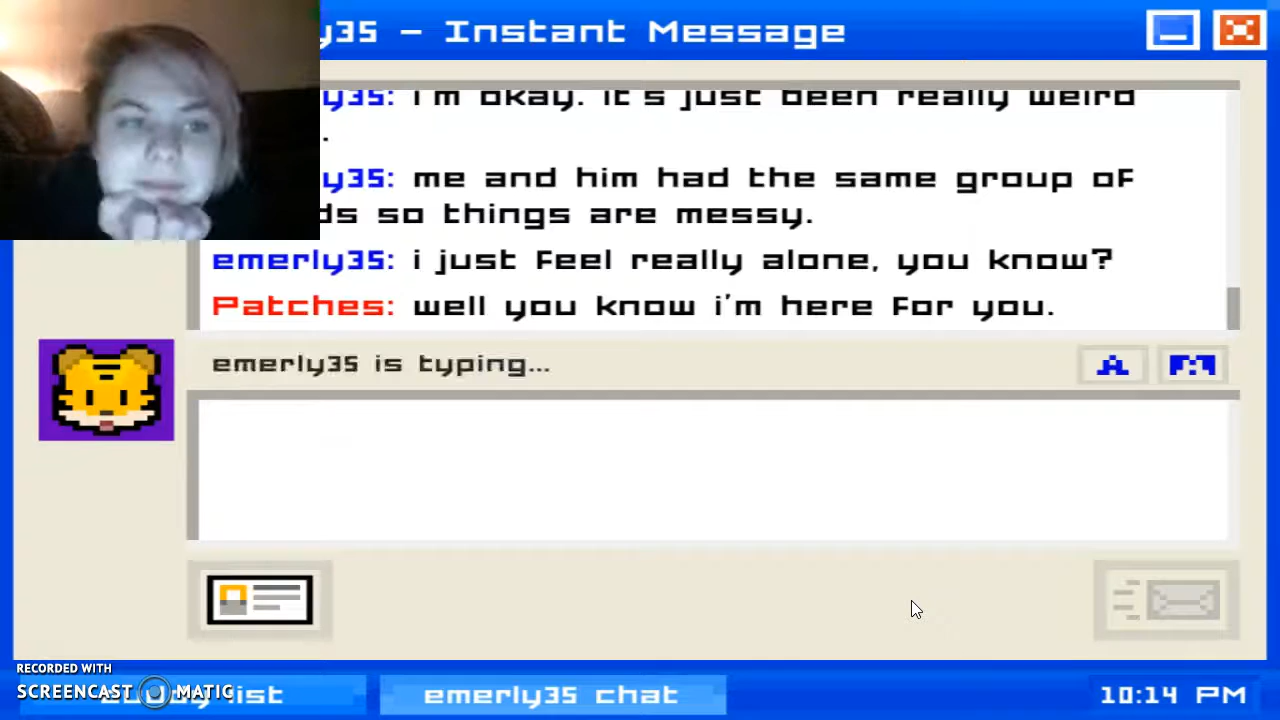 y35 - Instant Message
y35: i'm okay. it's just been really weird
.
y35: me and him had the same group of
ds so things are messy.
emerly35: i just feel really alone, you know?
Patches: well you know i'm here for you.
emerly35 is typing...
A
RECORDED WITH
SCREENCAST MATIC
list
emerly35 chat
10:14 PM